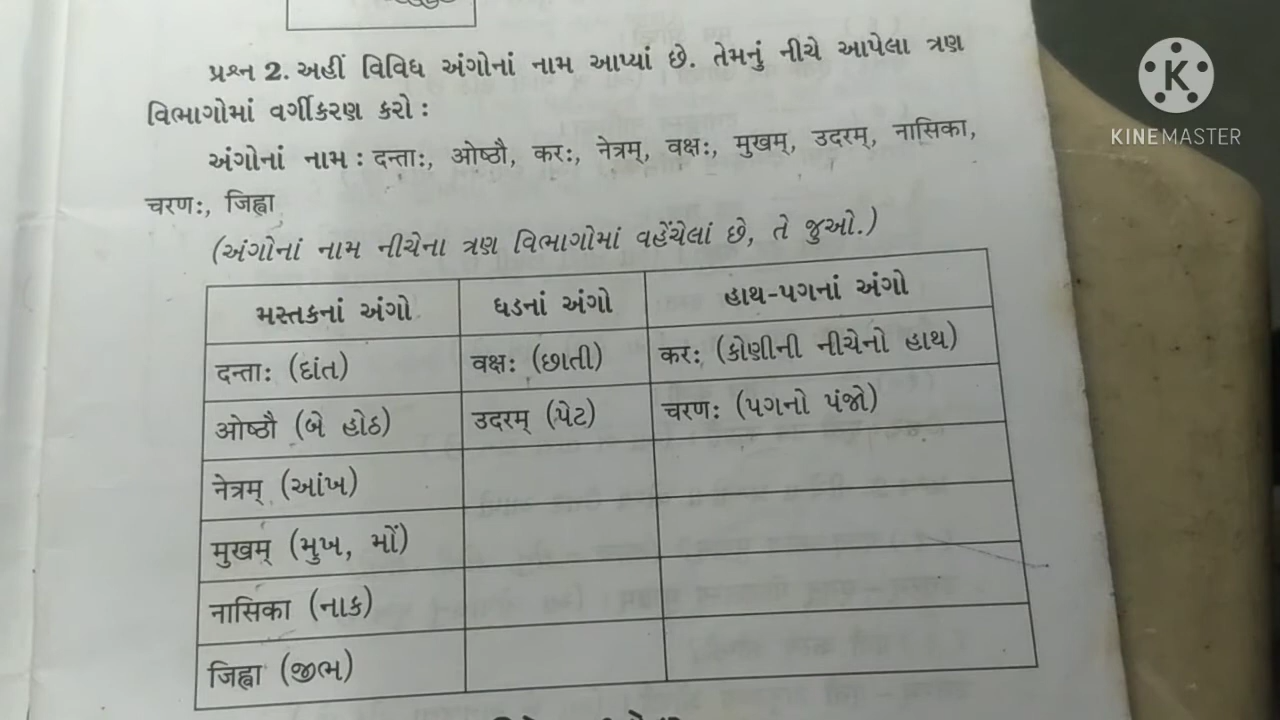 પ્રશ્ન 2. અહીં વિવિધ અંગોનાં નામ આપ્યાં છે. તેમનું નીચે આપેલા ત્રણ
વિભાગોમાં વર્ગીકરણ કરો :
અંગોનાં નામ : दन्ताः, ओष्ठौ, करः, नेत्रम्, वक्षः, मुखम्, उदरम्, नासिका,
चरणः, जिह्वा
(અંગોનાં નામ નીચેના ત્રણ વિભાગોમાં વહેંચેલાં છે, તે જુઓ.)
મસ્તકનાં અંગો ધડનાં અંગો હાથ-પગનાં અંગો
दन्ताः (દાંત) वक्षः (છાતી) करः (કોણીની નીચેનો હાથ)
ओष्ठौ (બે હોઠ) उदरम् (પેટ) चरणः (પગનો પંજો)
नेत्रम् (આંખ)
मुखम् (મુખ, મોં)
नासिका (નાક)
जिह्वा (જીભ)
KINEMASTER